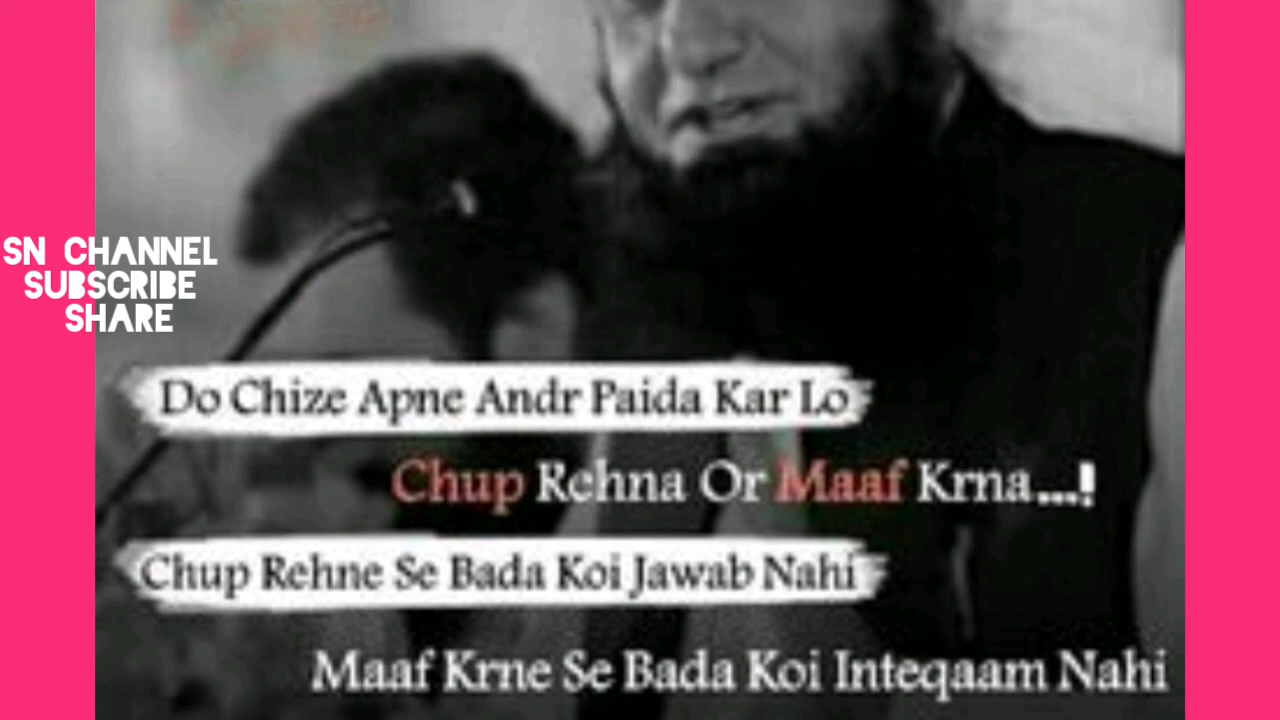 SN CHANNEL
SUBSCRIBE
SHARE
Do Chize Apne Andr Paida Kar Lo
Chup Rehna Or Maaf Krna...!
Chup Rehne Se Bada Koi Jawab Nahi
Maaf Krne Se Bada Koi Inteqaam Nahi